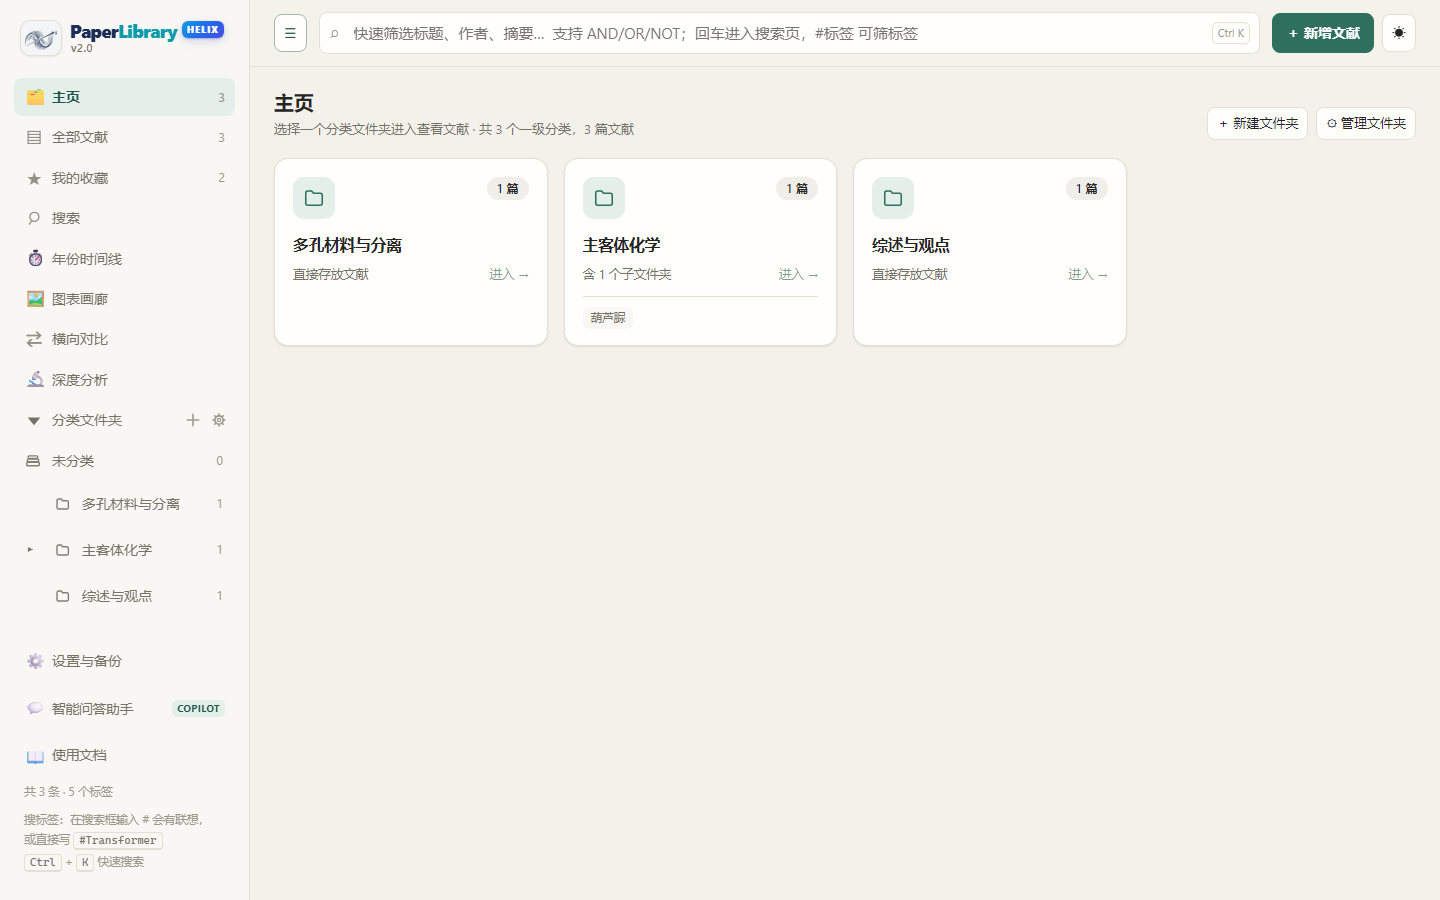 PaperLibrary HELIX
v2.0
主页 3
全部文献 3
我的收藏 2
搜索
年份时间线
图表画廊
横向对比
深度分析
分类文件夹
未分类 0
多孔材料与分离 1
主客体化学 1
综述与观点 1
设置与备份
智能问答助手 COPILOT
使用文档
共 3 条 · 5 个标签
搜标签：在搜索框输入 # 会有联想，
或直接写 #Transformer
Ctrl + K 快速搜索
快速筛选标题、作者、摘要… 支持 AND/OR/NOT；回车进入搜索页，#标签 可筛标签 Ctrl K
+ 新增文献
主页
选择一个分类文件夹进入查看文献 · 共 3 个一级分类，3 篇文献
+ 新建文件夹
管理文件夹
1 篇
多孔材料与分离
直接存放文献 进入 →
1 篇
主客体化学
含 1 个子文件夹 进入 →
葫芦脲
1 篇
综述与观点
直接存放文献 进入 →